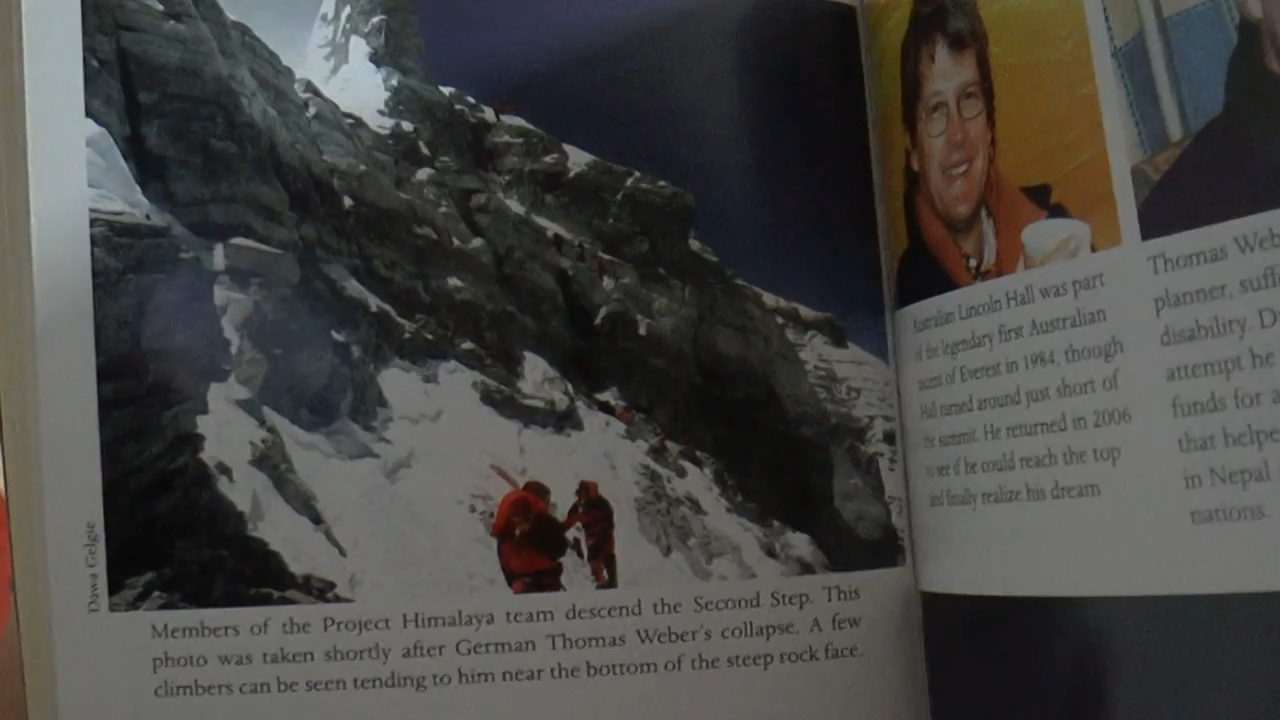 Dawa Gelgie
Members of the Project Himalaya team descend the Second Step. This
photo was taken shortly after German Thomas Weber's collapse. A few
climbers can be seen tending to him near the bottom of the steep rock face.
Australian Lincoln Hall was part
of the legendary first Australian
ascent of Everest in 1984, though
Hall turned around just short of
the summit. He returned in 2006
to see if he could reach the top
and finally realize his dream
Thomas Web
planner, suff
disability. D
attempt he
funds for a
that helpe
in Nepal
nations.